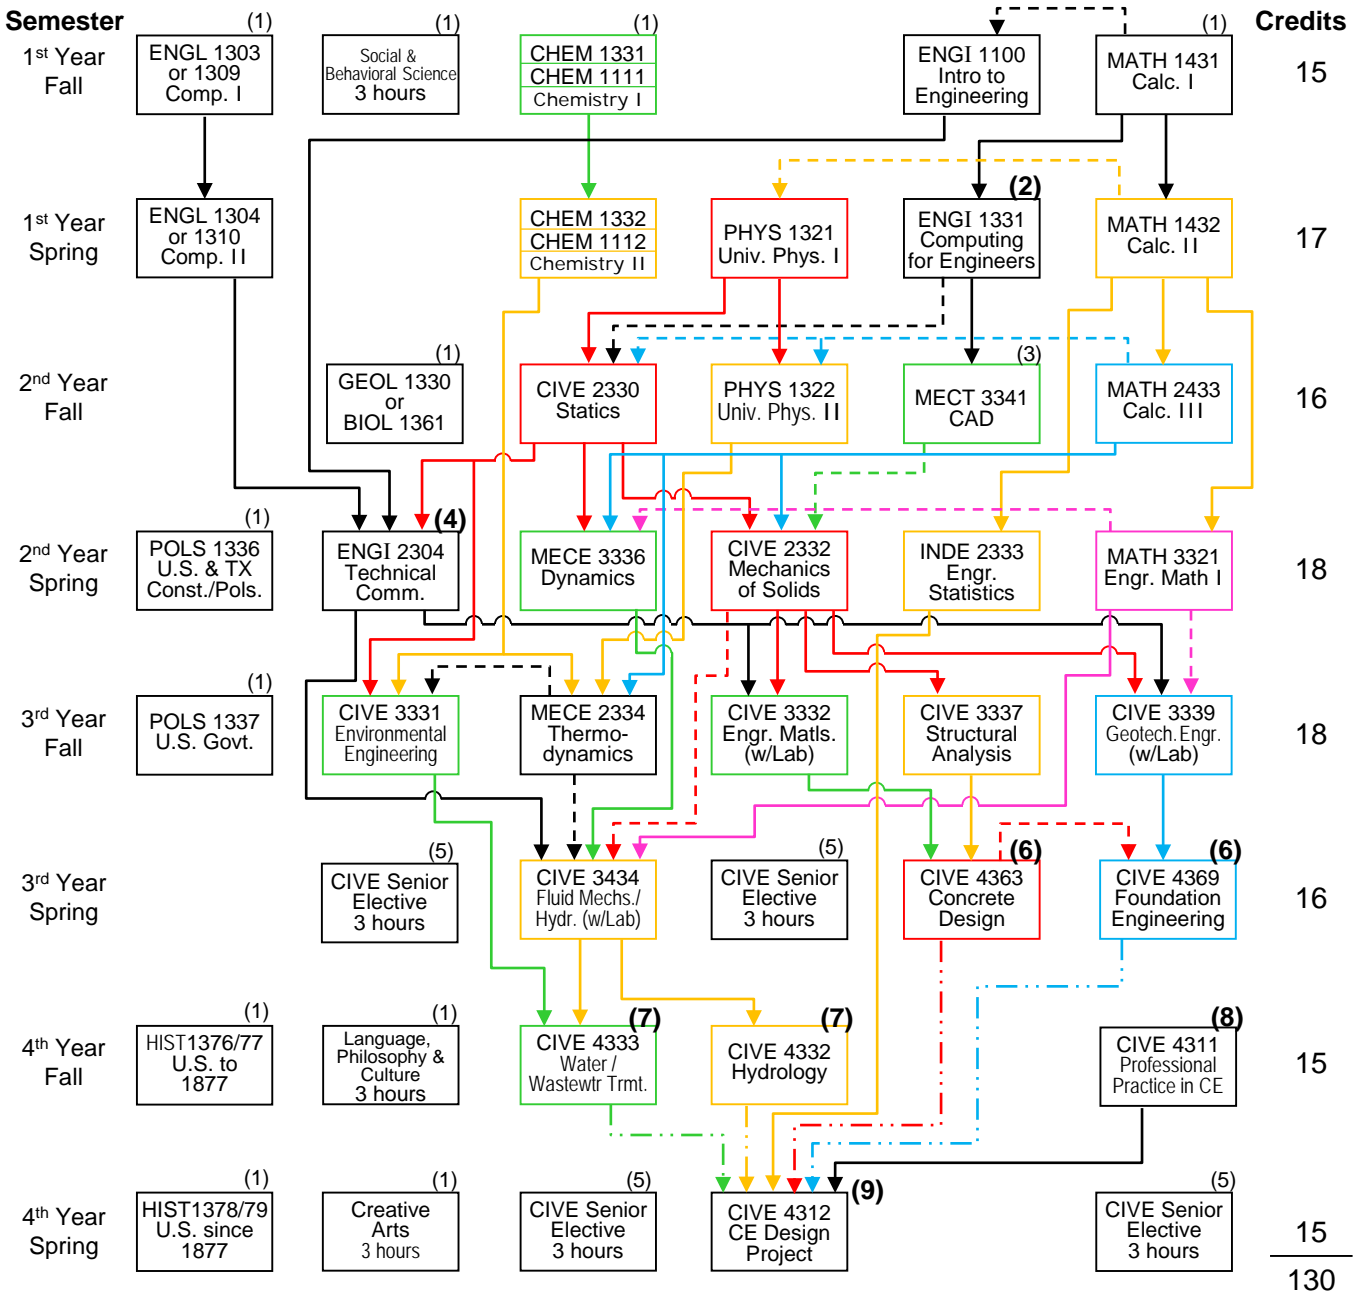 Semester
Credits
(1)
(1)
(1)
(1)
1st Year
Fall
ENGL 1303
or 1309
Comp. I
Social &
Behavioral Science
3 hours
CHEM 1331
CHEM 1111
Chemistry I
ENGI 1100
Intro to
Engineering
MATH 1431
Calc. I
15
(2)
1st Year
Spring
ENGL 1304
or 1310
Comp. II
CHEM 1332
CHEM 1112
Chemistry II
PHYS 1321
Univ. Phys. I
ENGI 1331
Computing
for Engineers
MATH 1432
Calc. II
17
(1)
(3)
2nd Year
Fall
GEOL 1330
or
BIOL 1361
CIVE 2330
Statics
PHYS 1322
Univ. Phys. II
MECT 3341
CAD
MATH 2433
Calc. III
16
(1)
(4)
2nd Year
Spring
POLS 1336
U.S. & TX
Const./Pols.
ENGI 2304
Technical
Comm.
MECE 3336
Dynamics
CIVE 2332
Mechanics
of Solids
INDE 2333
Engr.
Statistics
MATH 3321
Engr. Math I
18
(1)
3rd Year
Fall
POLS 1337
U.S. Govt.
CIVE 3331
Environmental
Engineering
MECE 2334
Thermo-
dynamics
CIVE 3332
Engr. Matls.
(w/Lab)
CIVE 3337
Structural
Analysis
CIVE 3339
Geotech. Engr.
(w/Lab)
18
(5)
(5)
(6)
(6)
3rd Year
Spring
CIVE Senior
Elective
3 hours
CIVE 3434
Fluid Mechs./
Hydr. (w/Lab)
CIVE Senior
Elective
3 hours
CIVE 4363
Concrete
Design
CIVE 4369
Foundation
Engineering
16
(1)
(1)
(7)
(7)
(8)
4th Year
Fall
HIST1376/77
U.S. to
1877
Language,
Philosophy &
Culture
3 hours
CIVE 4333
Water /
Wastewtr Trmt.
CIVE 4332
Hydrology
CIVE 4311
Professional
Practice in CE
15
(1)
(1)
(5)
(9)
(5)
4th Year
Spring
HIST1378/79
U.S. since
1877
Creative
Arts
3 hours
CIVE Senior
Elective
3 hours
CIVE 4312
CE Design
Project
CIVE Senior
Elective
3 hours
15
130